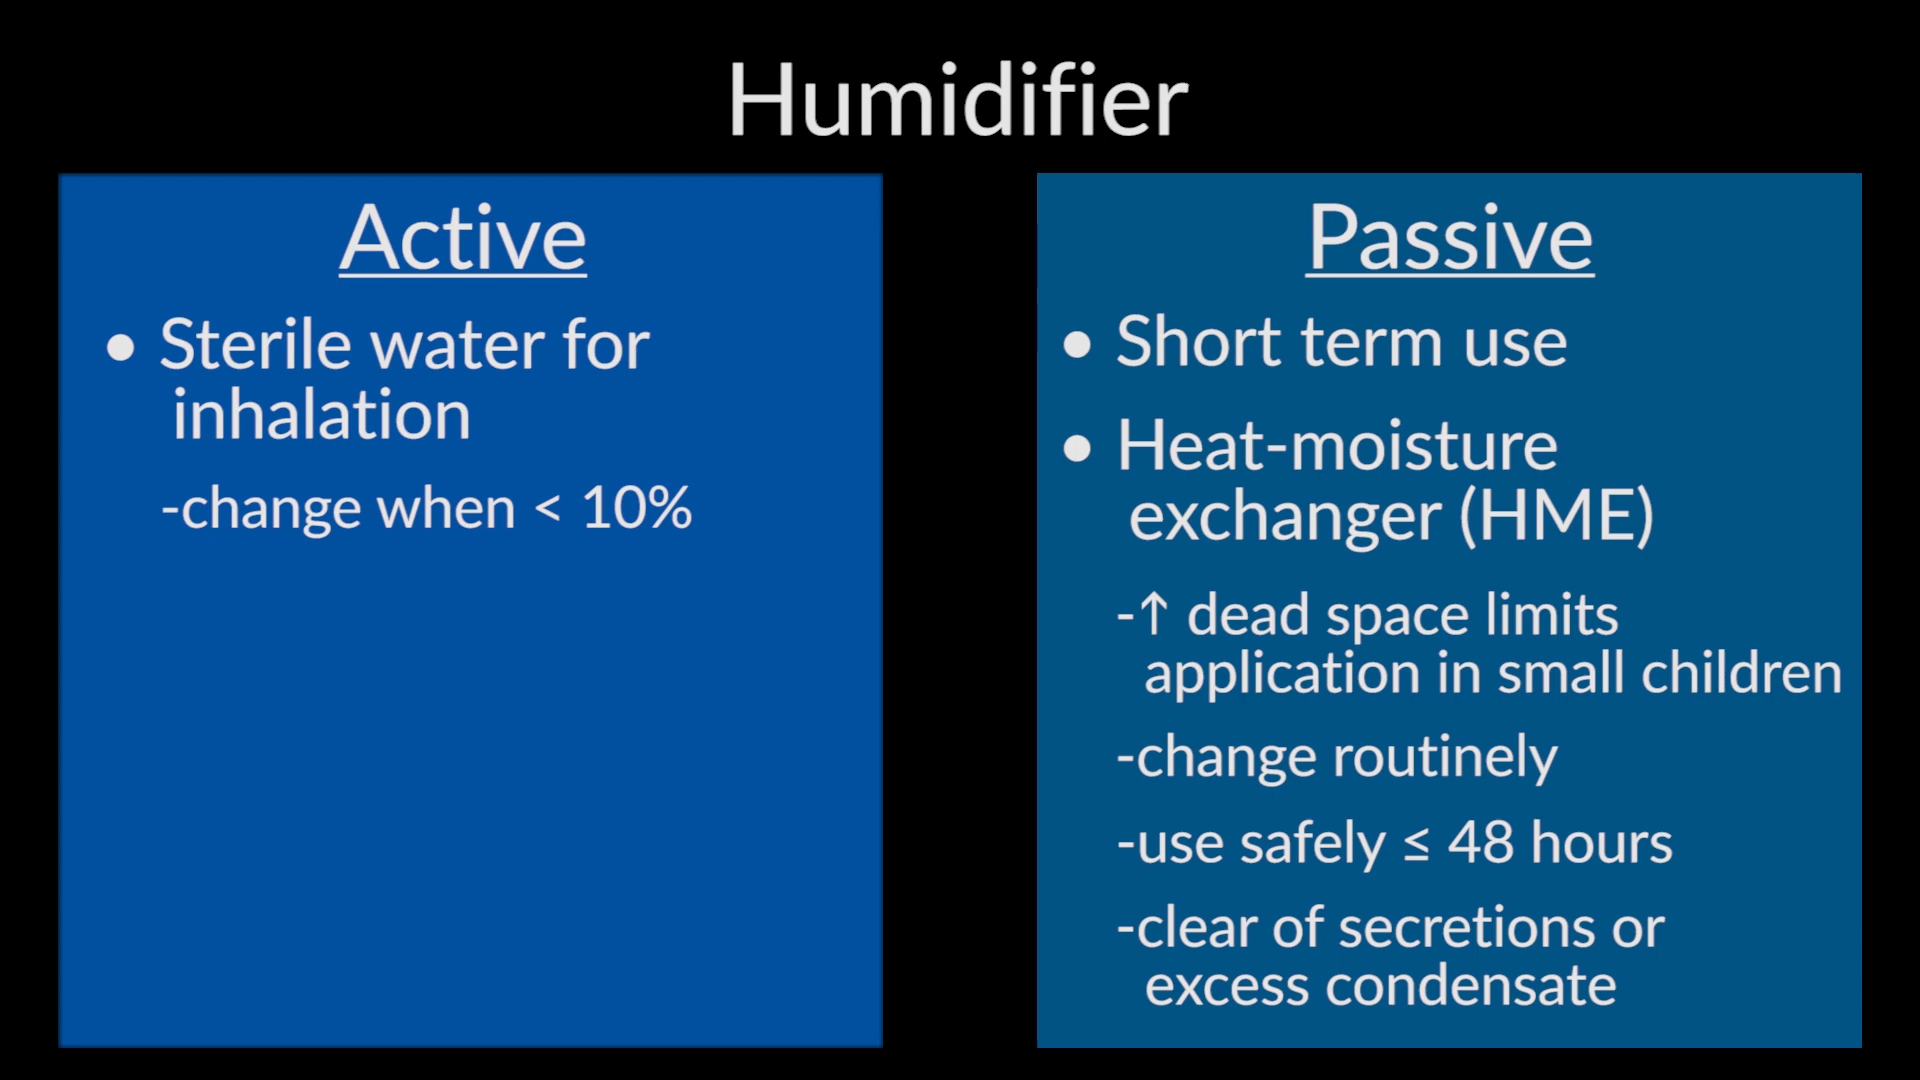 Humidifier
Active
• Sterile water for
inhalation
-change when < 10%
Passive
• Short term use
• Heat-moisture
exchanger (HME)
-↑ dead space limits
application in small children
-change routinely
-use safely ≤ 48 hours
-clear of secretions or
excess condensate